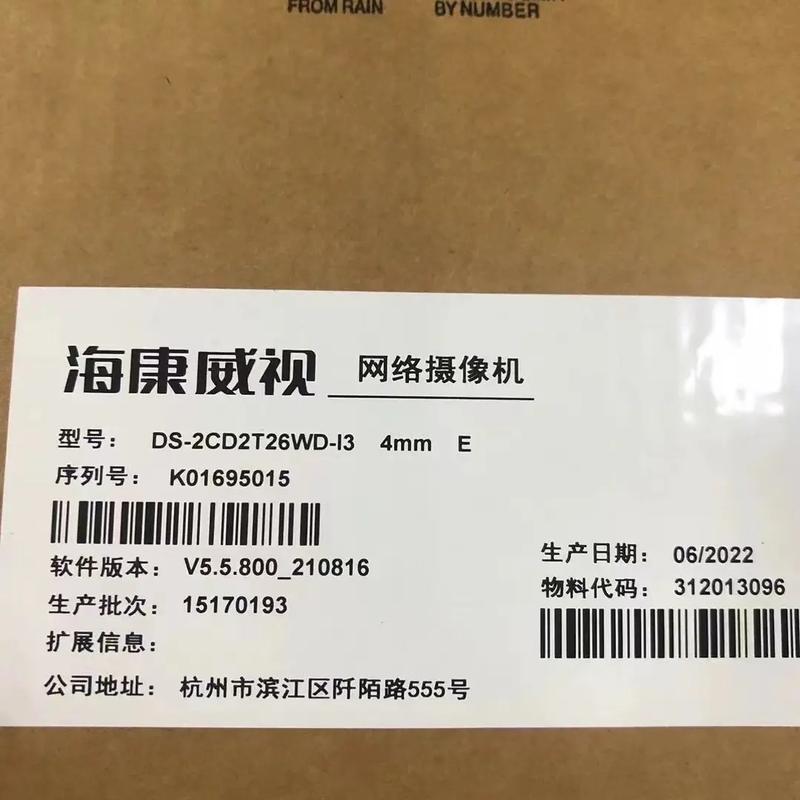 FROM RAIN
BY NUMBER
海康威视 网络摄像机
型号： DS-2CD2T26WD-I3 4mm E
序列号： K01695015
软件版本： V5.5.800_210816
生产日期： 06/2022
生产批次： 15170193
物料代码： 312013096
扩展信息：
公司地址： 杭州市滨江区阡陌路555号